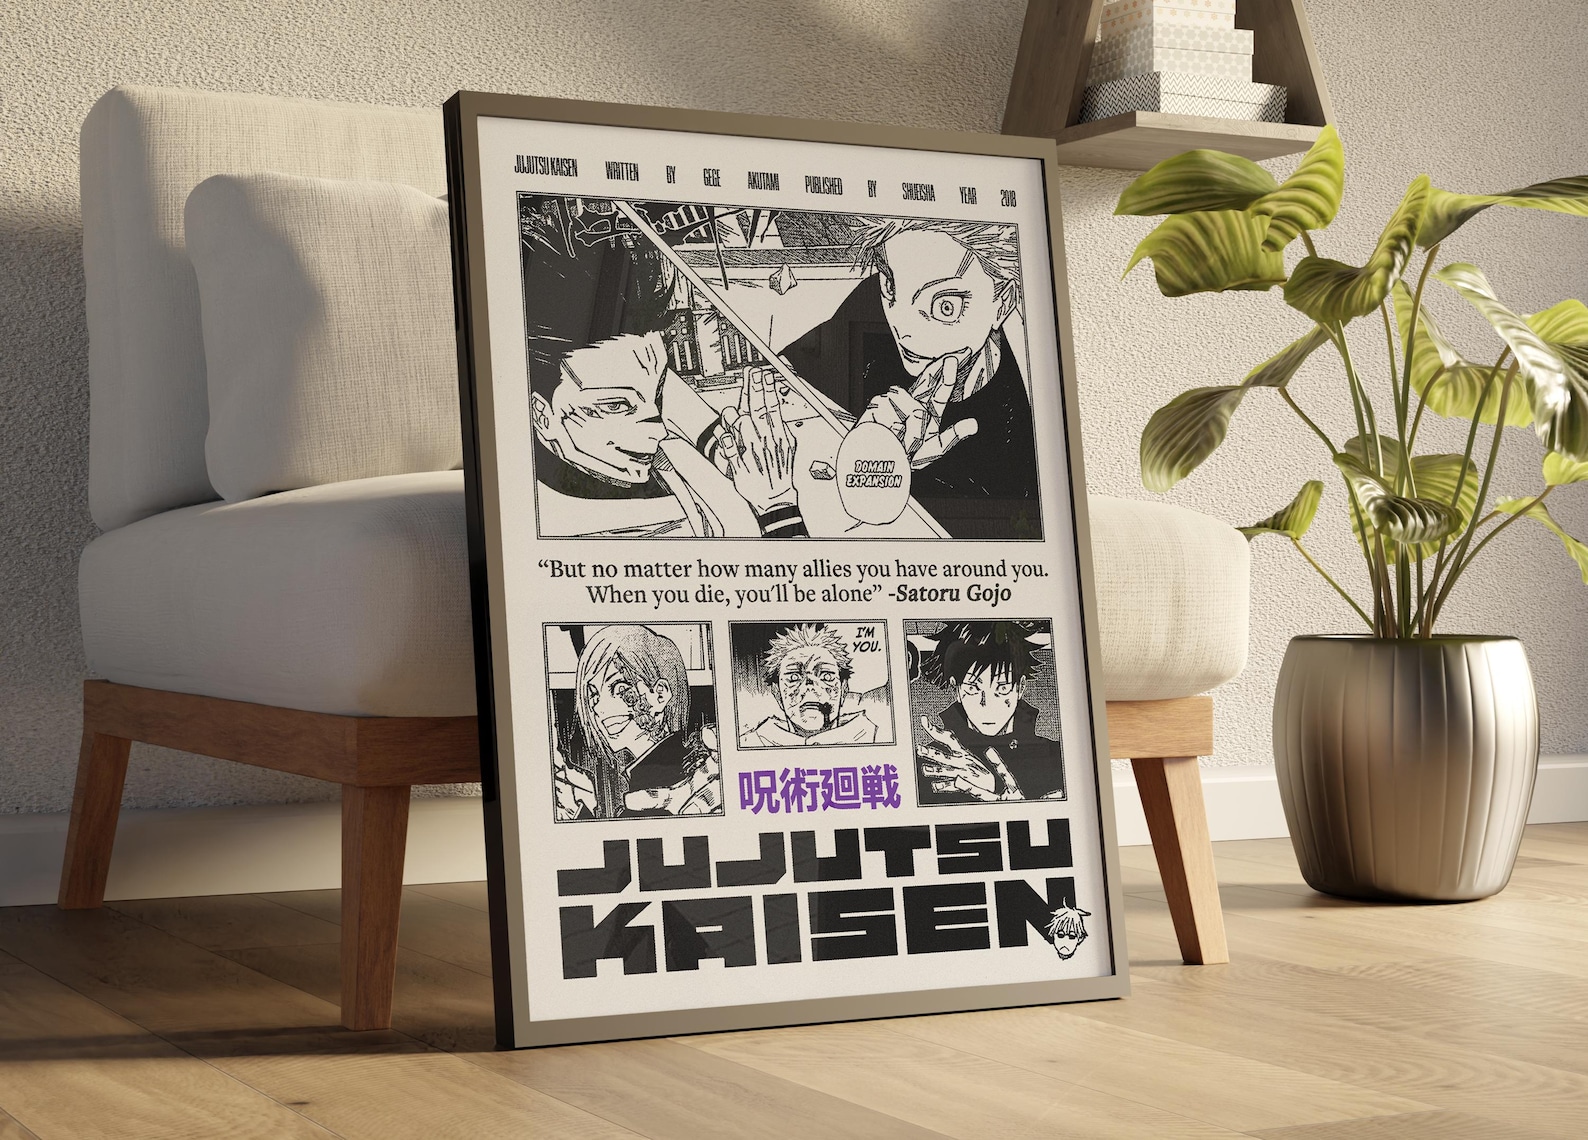 JUJUTSU KAISEN WRITTEN BY GEGE AKUTAMI PUBLISHED BY SHUEISHA YEAR 2018
DOMAIN
EXPANSION
“But no matter how many allies you have around you.
When you die, you'll be alone” -Satoru Gojo
I'M
YOU.
呪術廻戦
JUJUTSU
KAISEN